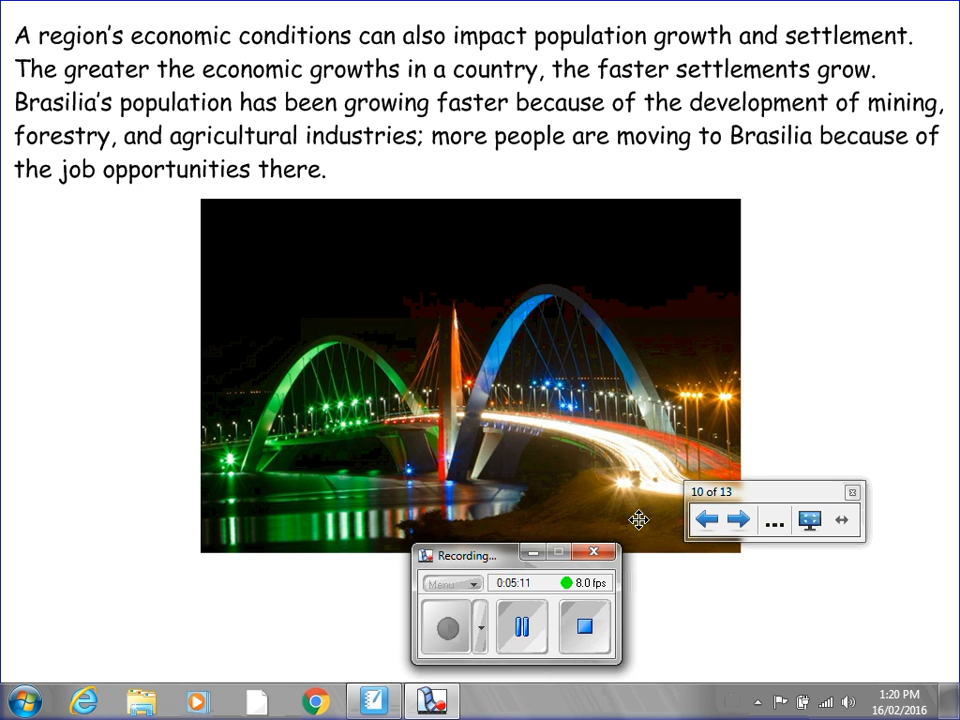 A region's economic conditions can also impact population growth and settlement.
The greater the economic growths in a country, the faster settlements grow.
Brasilia's population has been growing faster because of the development of mining,
forestry, and agricultural industries; more people are moving to Brasilia because of
the job opportunities there.
10 of 13
Recording...
Menu
0:05:11
8.0 fps
1:20 PM
16/02/2016